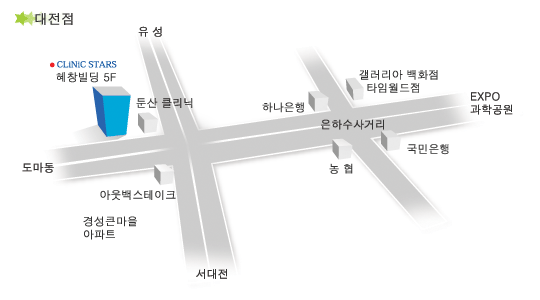 대전점
유 성
CLiNiC STARS
혜창빌딩 5F
둔산 클리닉
갤러리아 백화점
타임월드점
하나은행
EXPO
과학공원
은하수사거리
국민은행
농 협
도마동
아웃백스테이크
경성큰마을
아파트
서대전